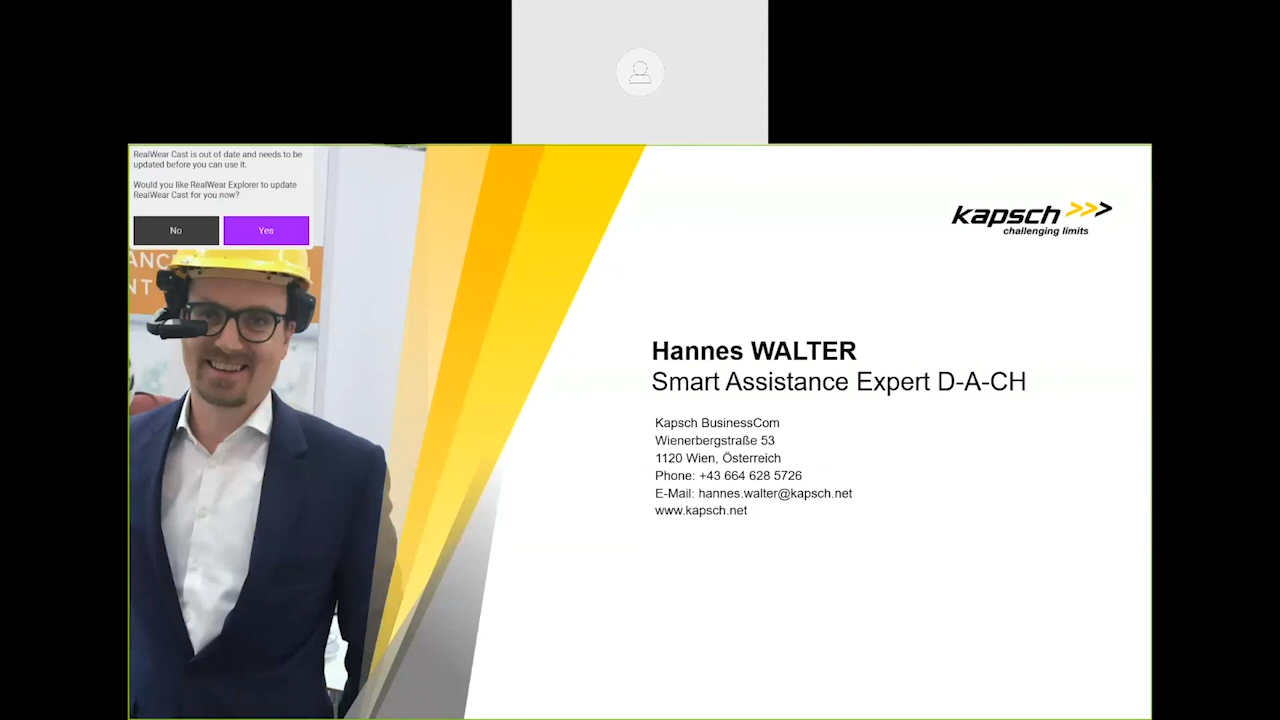 RealWear Cast is out of date and needs to be
updated before you can use it.
Would you like RealWear Explorer to update
RealWear Cast for you now?
No
Yes
kapsch >>>
challenging limits
Hannes WALTER
Smart Assistance Expert D-A-CH
Kapsch BusinessCom
Wienerbergstraße 53
1120 Wien, Österreich
Phone: +43 664 628 5726
E-Mail: hannes.walter@kapsch.net
www.kapsch.net
ANC
NT